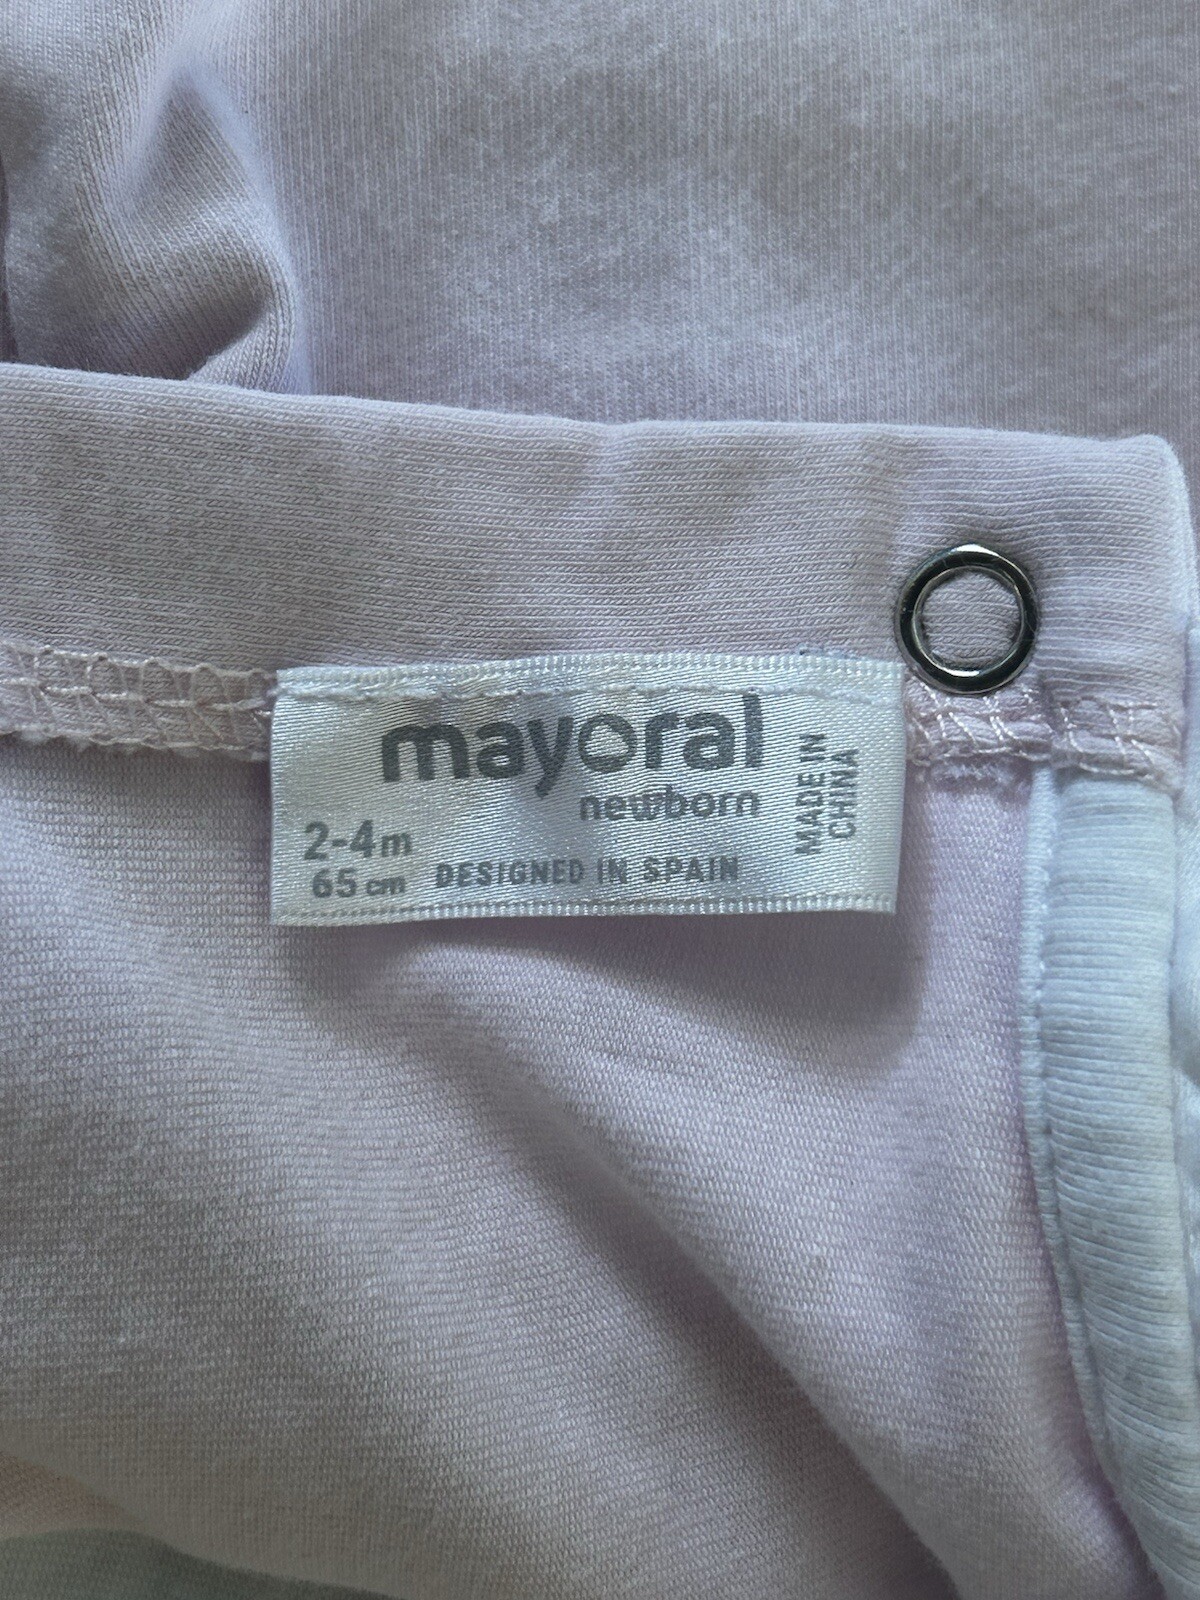 mayoral
newborn
2-4m
65 cm
DESIGNED IN SPAIN
MADE IN
CHINA